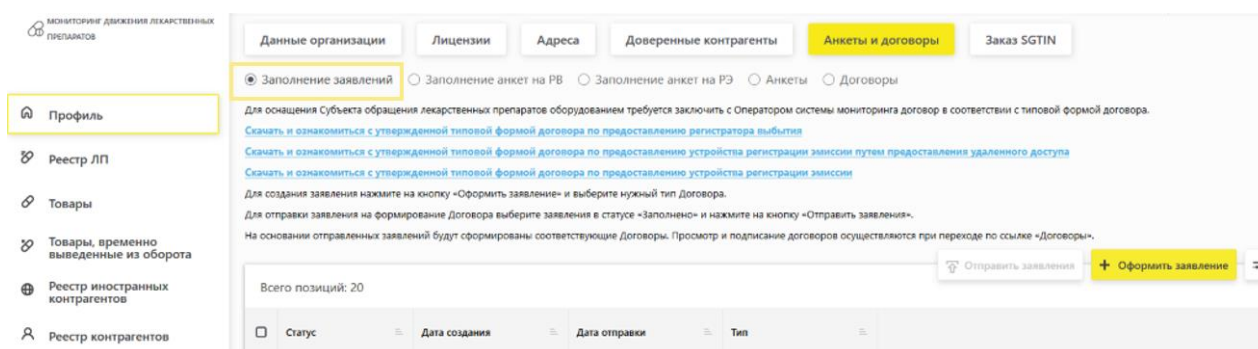 МОНИТОРИНГ ДВИЖЕНИЯ ЛЕКАРСТВЕННЫХ
ПРЕПАРАТОВ
Данные организации Лицензии Адреса Доверенные контрагенты Анкеты и договоры Заказ SGTIN
Заполнение заявлений Заполнение анкет на РВ Заполнение анкет на РЭ Анкеты Договоры
Для оснащения Субъекта обращения лекарственных препаратов оборудованием требуется заключить с Оператором системы мониторинга договор в соответствии с типовой формой договора.
Скачать и ознакомиться с утвержденной типовой формой договора по предоставлению регистратора выбытия
Скачать и ознакомиться с утвержденной типовой формой договора по предоставлению устройства регистрации эмиссии путем предоставления удаленного доступа
Скачать и ознакомиться с утвержденной типовой формой договора по предоставлению устройства регистрации эмиссии
Для создания заявления нажмите на кнопку «Оформить заявление» и выберите нужный тип Договора.
Для отправки заявления на формирование Договора выберите заявления в статусе «Заполнено» и нажмите на кнопку «Отправить заявления».
На основании отправленных заявлений будут сформированы соответствующие Договоры. Просмотр и подписание договоров осуществляются при переходе по ссылке «Договоры».
Отправить заявления + Оформить заявление
Всего позиций: 20
Статус Дата создания Дата отправки Тип
Профиль
Реестр ЛП
Товары
Товары, временно
выведенные из оборота
Реестр иностранных
контрагентов
Реестр контрагентов